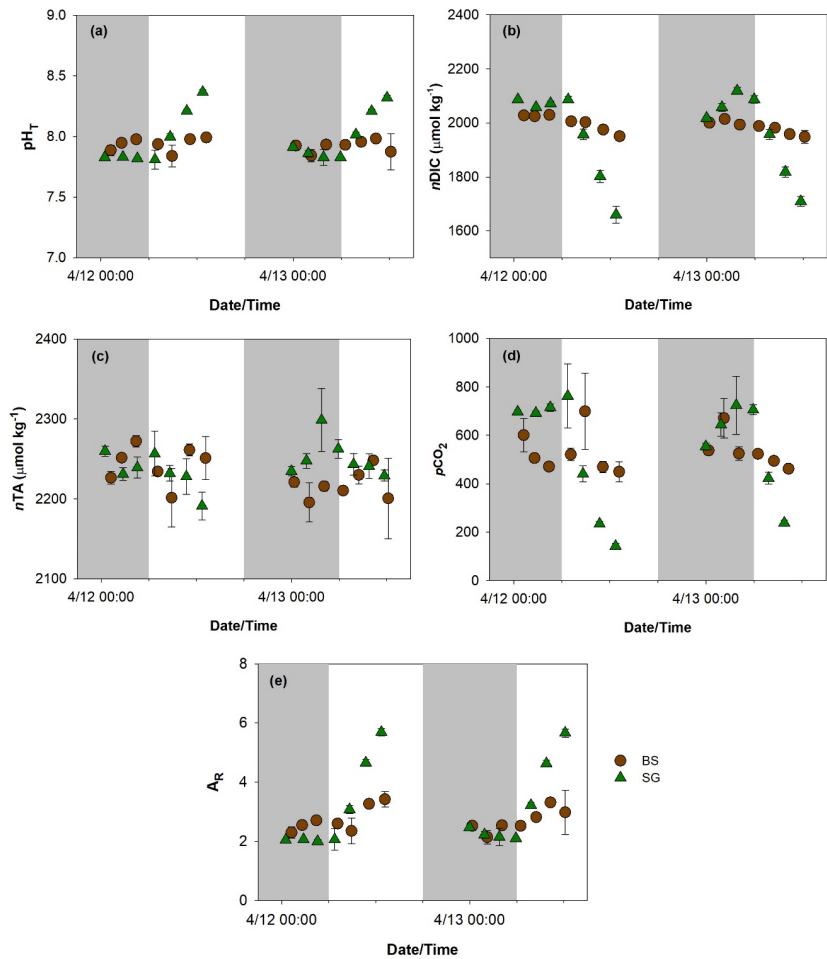 (a)
9.0
8.5
8.0
7.5
7.0
pHT
4/12 00:00
4/13 00:00
Date/Time
(b)
2400
2200
2000
1800
1600
nDIC (μmol kg⁻¹)
4/12 00:00
4/13 00:00
Date/Time
(c)
2400
2300
2200
2100
nTA (μmol kg⁻¹)
4/12 00:00
4/13 00:00
Date/Time
(d)
1000
800
600
400
200
0
pCO₂
4/12 00:00
4/13 00:00
Date/Time
(e)
8
6
4
2
0
AR
4/12 00:00
4/13 00:00
Date/Time
BS
SG